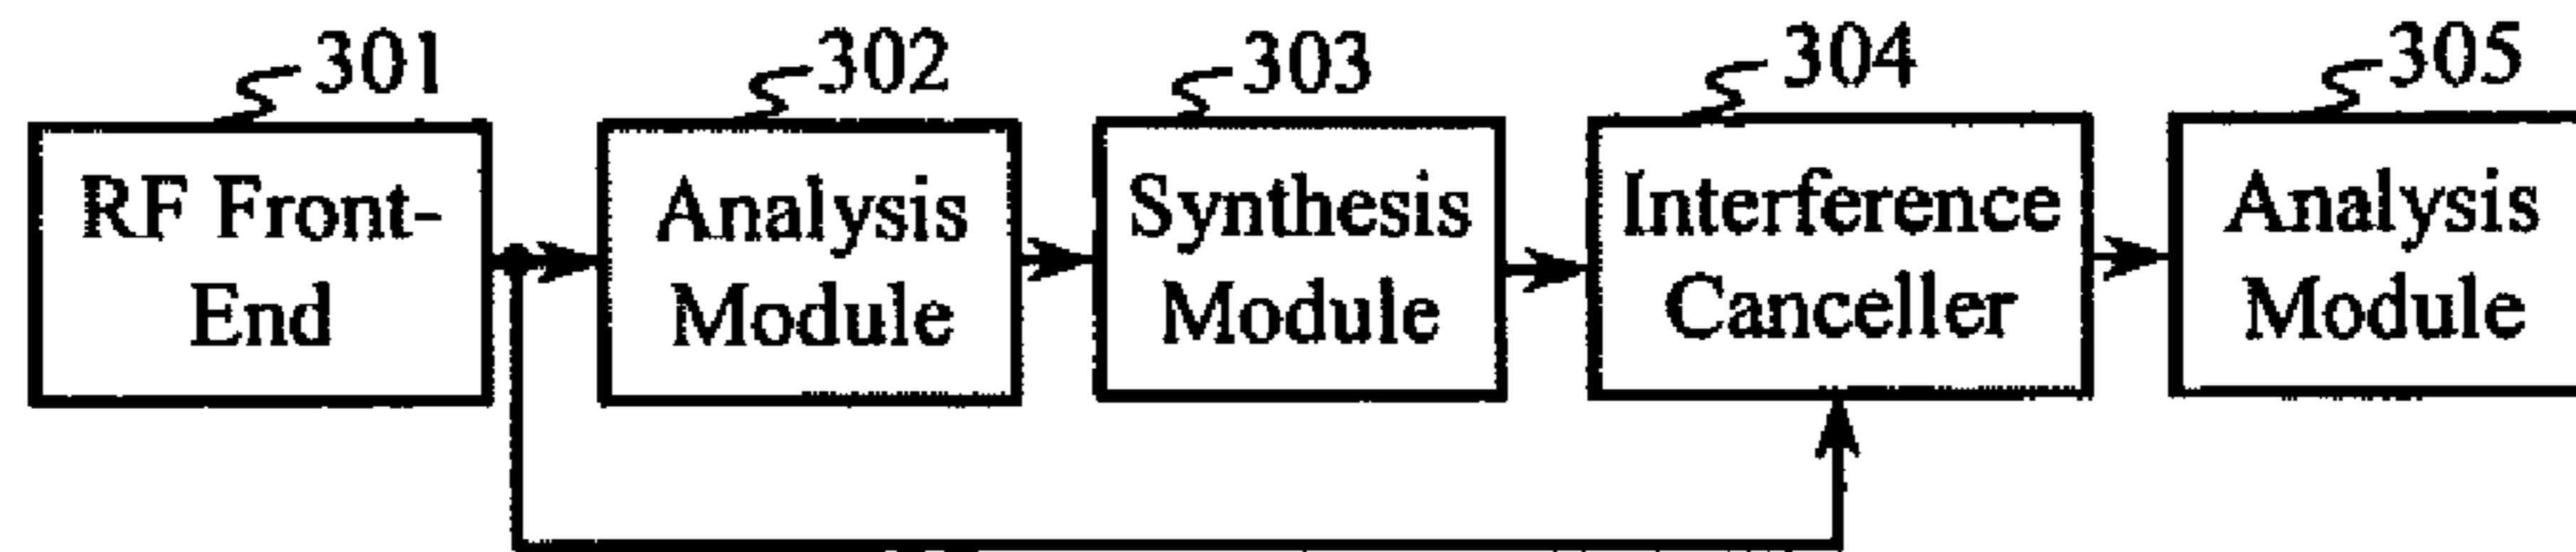 301
302
303
304
305
RF Front-
End
Analysis
Module
Synthesis
Module
Interference
Canceller
Analysis
Module